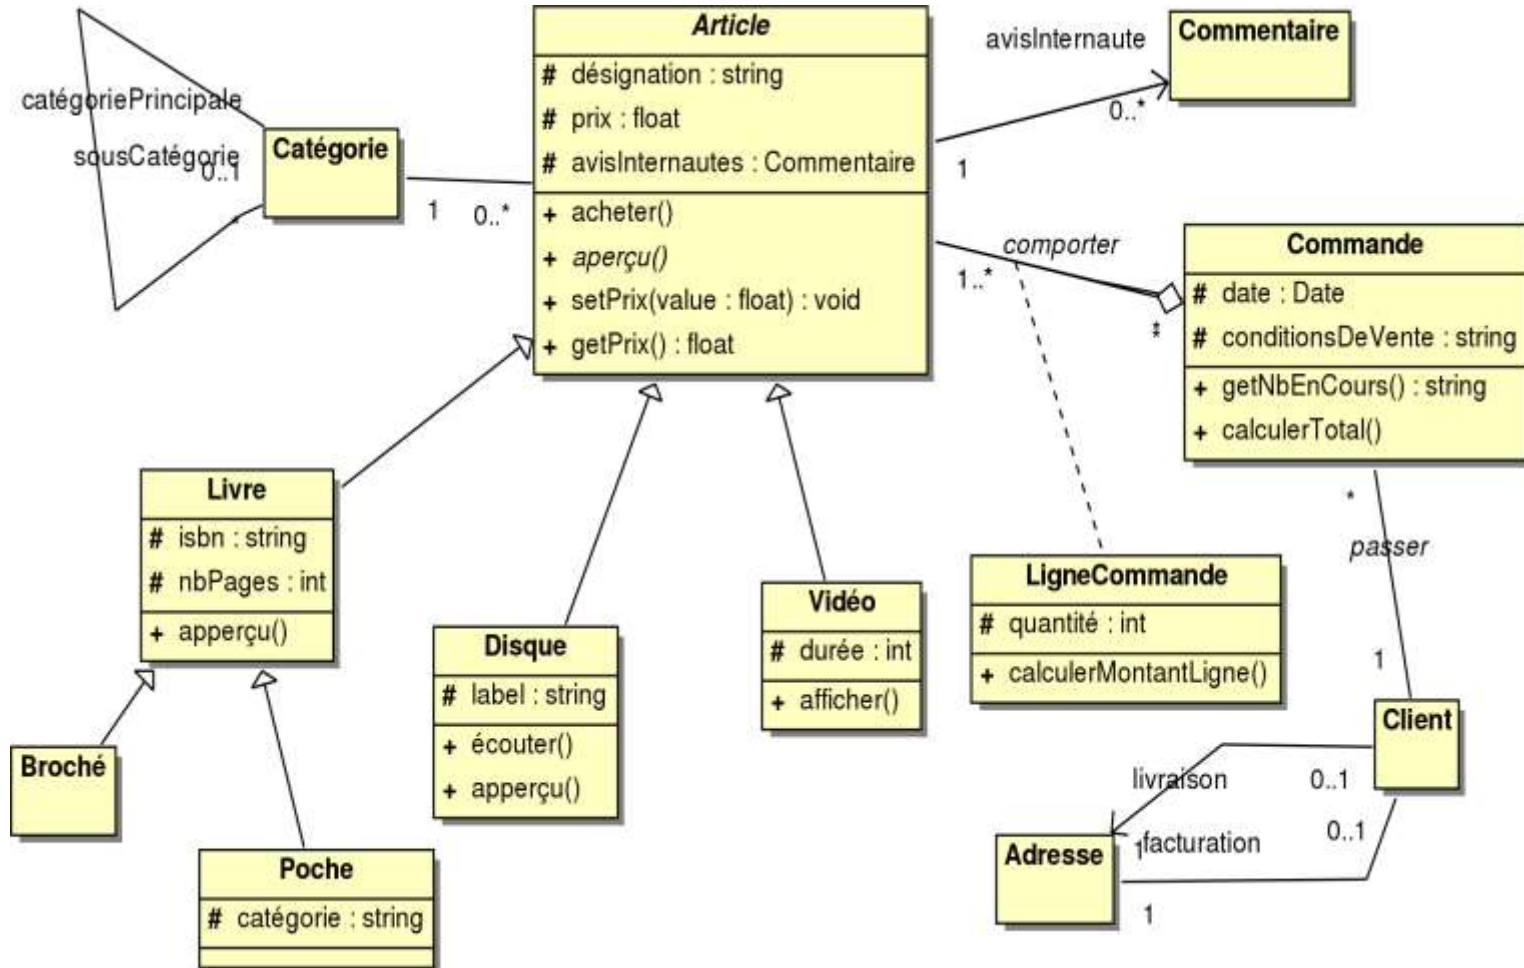 Article
# désignation : string
# prix : float
# avisInternautes : Commentaire
+ acheter()
+ aperçu()
+ setPrix(value : float) : void
+ getPrix() : float
avisInternaute
Commentaire
0..*
1
catégoriePrincipale
sousCatégorie
0..1
*
Catégorie
1
0..*
comporter
1..*
*
Commande
# date : Date
# conditionsDeVente : string
+ getNbEnCours() : string
+ calculerTotal()
*
passer
1
Livre
# isbn : string
# nbPages : int
+ apperçu()
Disque
# label : string
+ écouter()
+ apperçu()
Vidéo
# durée : int
+ afficher()
LigneCommande
# quantité : int
+ calculerMontantLigne()
Client
livraison
0..1
1
facturation
0..1
1
Adresse
Broché
Poche
# catégorie : string